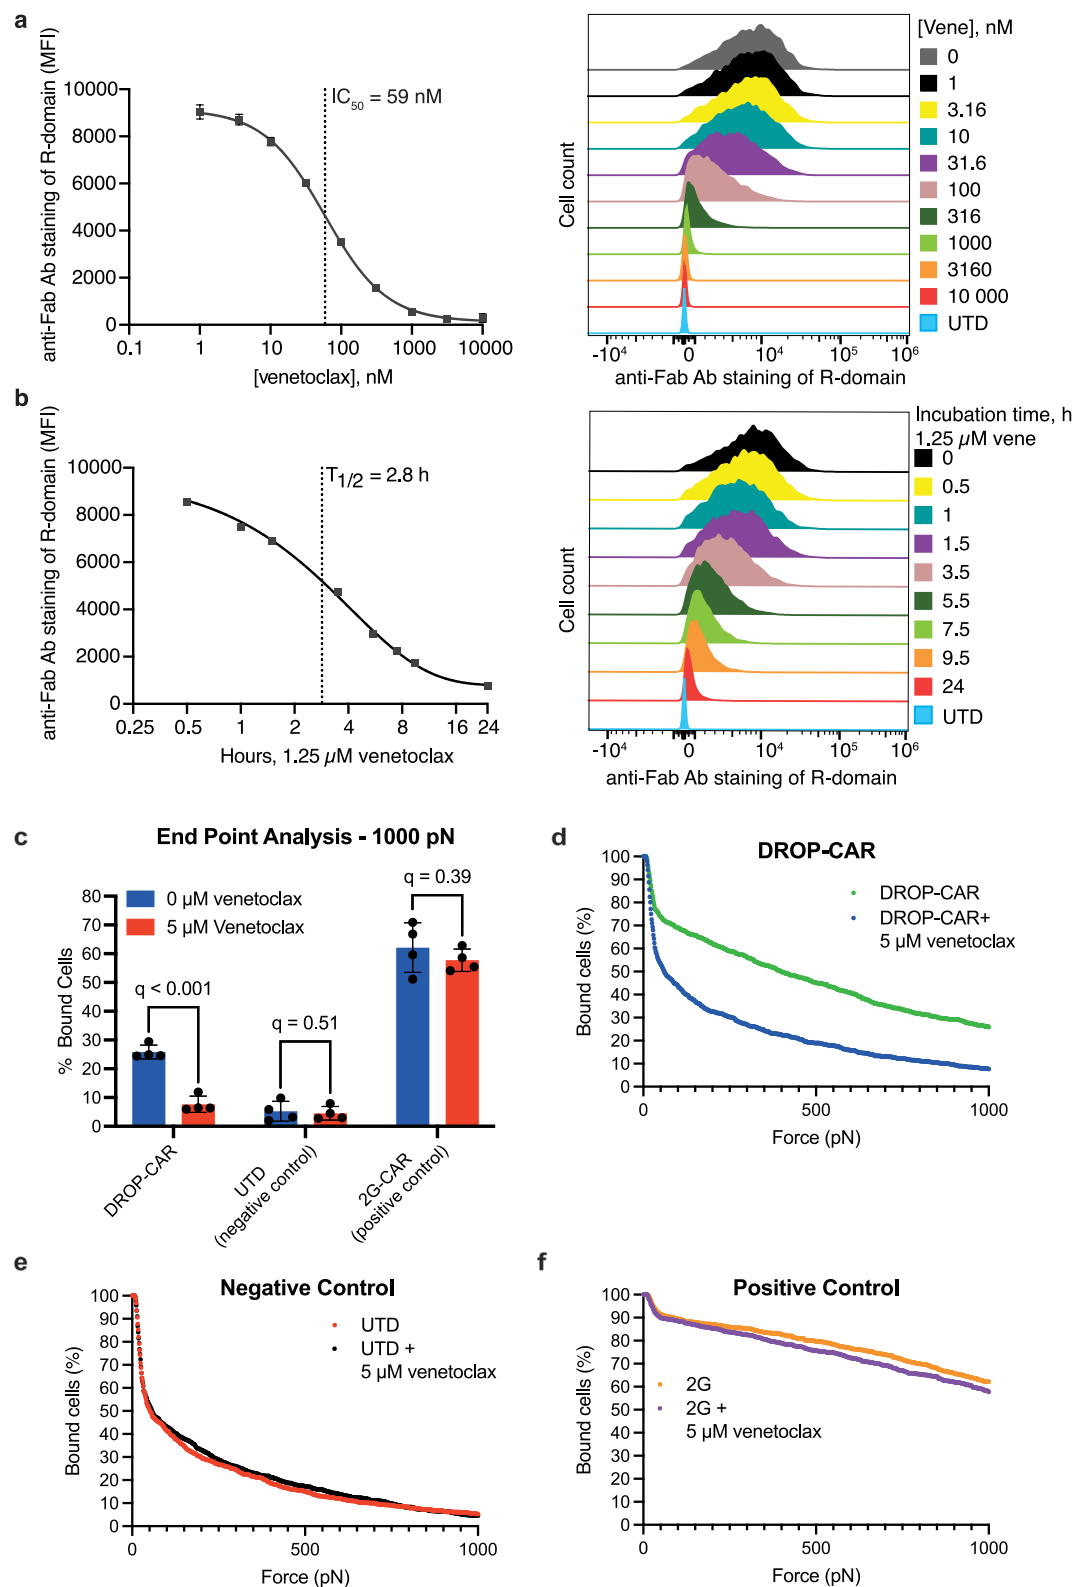 a
anti-Fab Ab staining of R-domain (MFI)
10000
8000
6000
4000
2000
0
IC50 = 59 nM
0.1 1 10 100 1000 10000
[venetoclax], nM
Cell count
-10⁴ 0 10⁴ 10⁵ 10⁶
anti-Fab Ab staining of R-domain
[Vene], nM
0
1
3.16
10
31.6
100
316
1000
3160
10 000
UTD
b
anti-Fab Ab staining of R-domain (MFI)
10000
8000
6000
4000
2000
0
T1/2 = 2.8 h
0.25 0.5 1 2 4 8 16 24
Hours, 1.25 µM venetoclax
Cell count
-10⁴ 0 10⁴ 10⁵ 10⁶
anti-Fab Ab staining of R-domain
Incubation time, h
1.25 µM vene
0
0.5
1
1.5
3.5
5.5
7.5
9.5
24
UTD
c
End Point Analysis - 1000 pN
% Bound Cells
80
70
60
50
40
30
20
10
0
0 µM venetoclax
5 µM Venetoclax
q < 0.001
q = 0.51
q = 0.39
DROP-CAR
UTD
(negative control)
2G-CAR
(positive control)
d
DROP-CAR
Bound cells (%)
100
90
80
70
60
50
40
30
20
10
0
DROP-CAR
DROP-CAR+
5 µM venetoclax
0 500 1000
Force (pN)
e
Negative Control
Bound cells (%)
100
90
80
70
60
50
40
30
20
10
0
UTD
UTD +
5 µM venetoclax
0 500 1000
Force (pN)
f
Positive Control
Bound cells (%)
100
90
80
70
60
50
40
30
20
10
0
2G
2G +
5 µM venetoclax
0 500 1000
Force (pN)